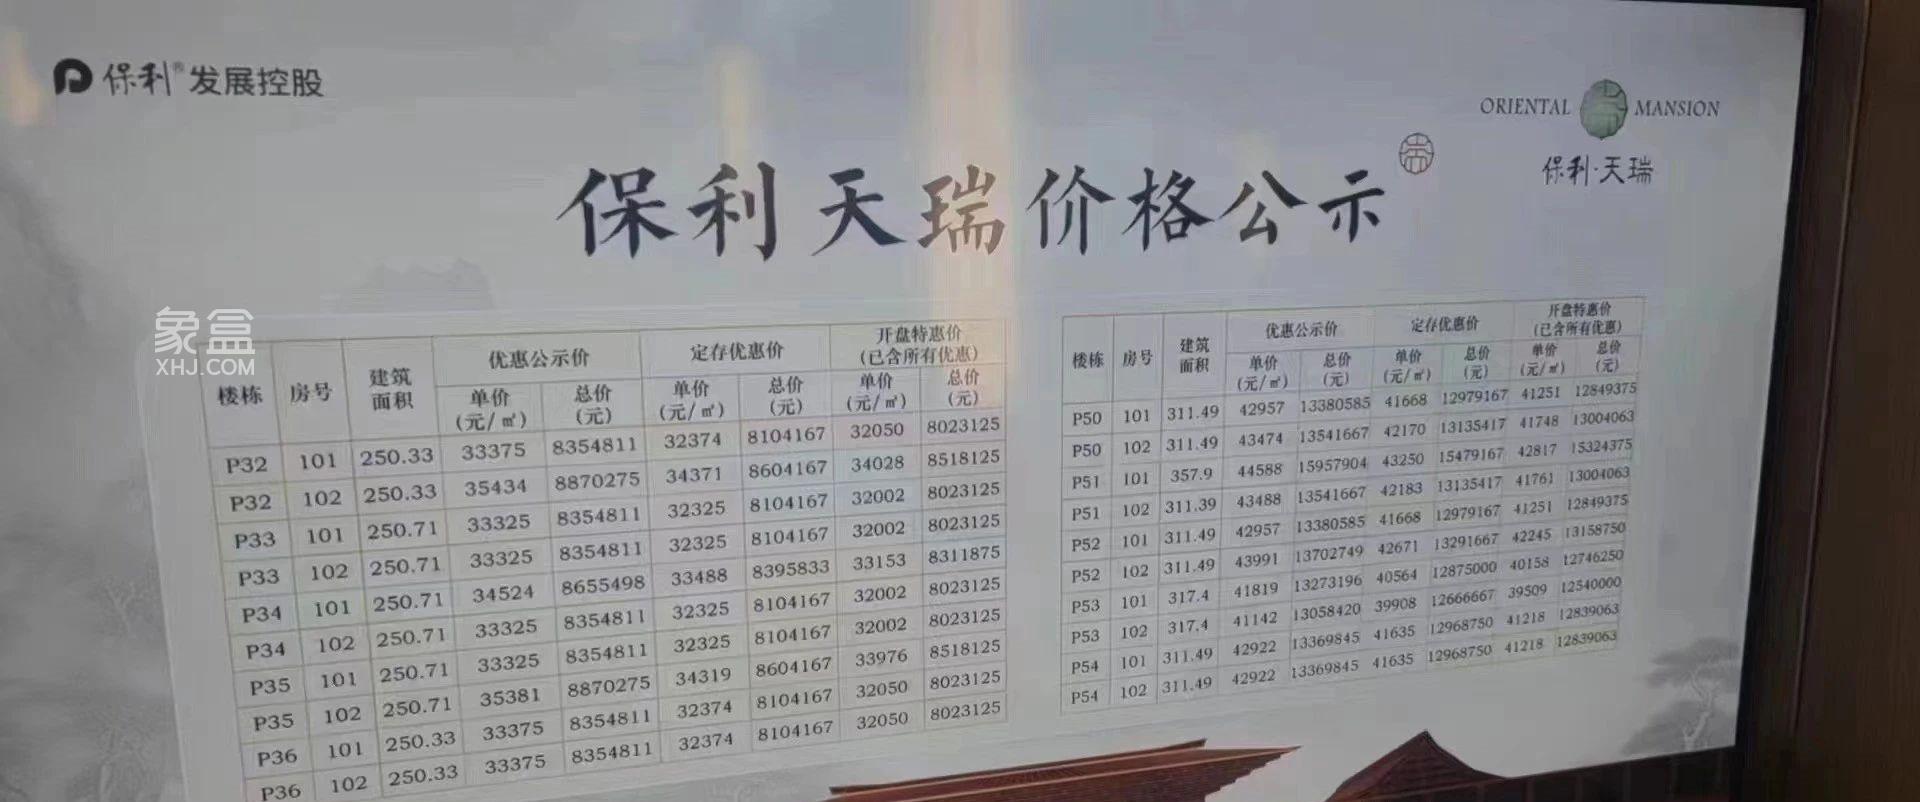 保利®发展控股
ORIENTAL MANSION
保利·天瑞
保利天瑞价格公示
象盒
XHJ.COM
楼栋 房号 建筑面积 优惠公示价 定存优惠价 开盘特惠价(已含所有优惠)
单价(元/㎡) 总价(元) 单价(元/㎡) 总价(元) 单价(元/㎡) 总价(元)
P32 101 250.33 33375 8354811 32374 8104167 32050 8023125
P32 102 250.33 35434 8870275 34371 8604167 34028 8518125
P33 101 250.71 33325 8354811 32325 8104167 32002 8023125
P33 102 250.71 33325 8354811 32325 8104167 32002 8023125
P34 101 250.71 34524 8655498 33488 8395833 33153 8311875
P34 102 250.71 33325 8354811 32325 8104167 32002 8023125
P35 101 250.71 33325 8354811 32325 8104167 32002 8023125
P35 102 250.71 35381 8870275 34319 8604167 33976 8518125
P36 101 250.33 33375 8354811 32374 8104167 32050 8023125
P36 102 250.33 33375 8354811 32374 8104167 32050 8023125
楼栋 房号 建筑面积 优惠公示价 定存优惠价 开盘特惠价(已含所有优惠)
单价(元/㎡) 总价(元) 单价(元/㎡) 总价(元) 单价(元/㎡) 总价(元)
P50 101 311.49 42957 13380585 41668 12979167 41251 12849375
P50 102 311.49 43474 13541667 42170 13135417 41748 13004063
P51 101 357.9 44588 15957904 43250 15479167 42817 15324375
P51 102 311.39 43488 13541667 42183 13135417 41761 13004063
P52 101 311.49 42957 13380585 41668 12979167 41251 12849375
P52 102 311.49 43991 13702749 42671 13291667 42245 13158750
P53 101 317.4 41819 13273196 40564 12875000 40158 12746250
P53 102 317.4 41142 13058420 39908 12666667 39509 12540000
P54 101 311.49 42922 13369845 41635 12968750 41218 12839063
P54 102 311.49 42922 13369845 41635 12968750 41218 12839063